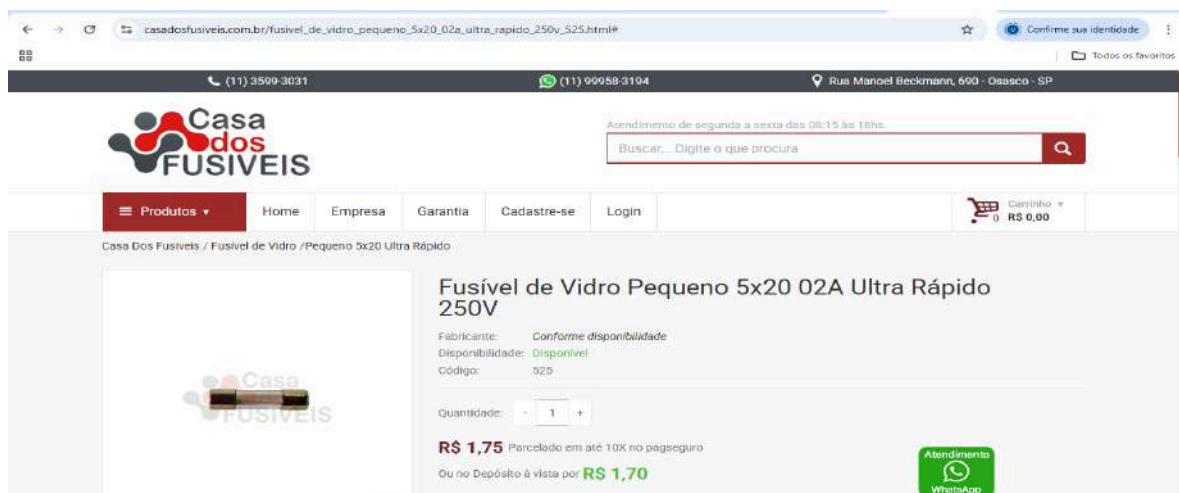 casadosfusiveis.com.br/fusivel_de_vidro_pequeno_5x20_02a_ultra_rapido_250v_525.html#
Confirme sua identidade
Todos os favoritos
(11) 3599-3031
(11) 99958-3194
Rua Manoel Beckmann, 690 - Osasco - SP
Casa
dos
FUSIVEIS
Atendimento de segunda a sexta das 08:15 às 18hs.
Buscar... Digite o que procura
Produtos
Home
Empresa
Garantia
Cadastre-se
Login
Carrinho
0 R$ 0,00
Casa Dos Fusiveis / Fusível de Vidro /Pequeno 5x20 Ultra Rápido
Fusível de Vidro Pequeno 5x20 02A Ultra Rápido
250V
Fabricante: Conforme disponibilidade
Disponibilidade: Disponível
Código: 525
Casa
FUSIVEIS
Quantidade: - 1 +
R$ 1,75 Parcelado em até 10X no pagseguro
Ou no Depósito à vista por R$ 1,70
Atendimento
WhatsApp